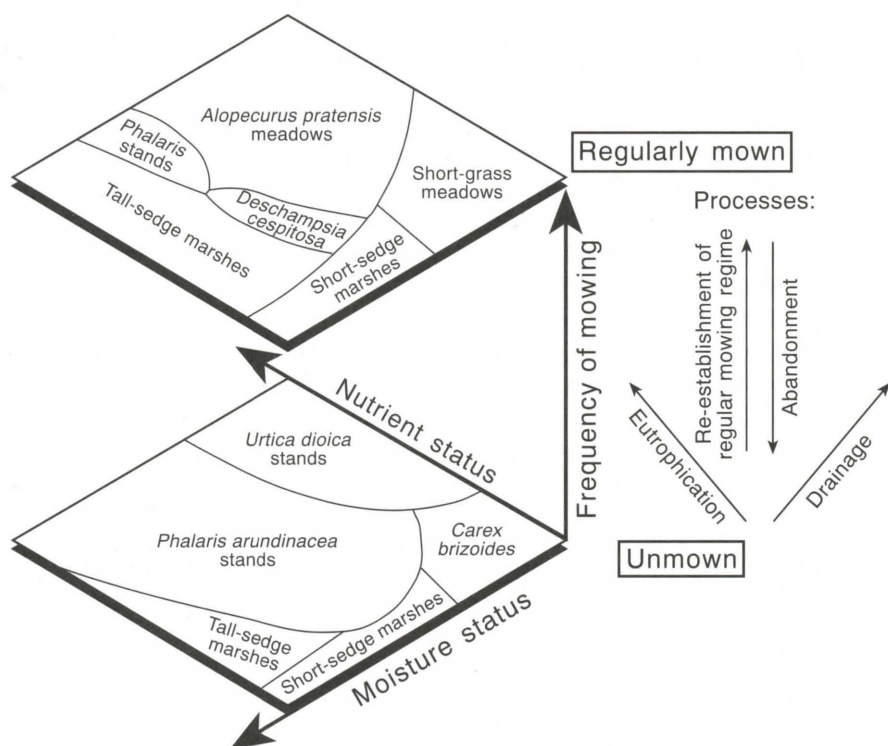 Alopecurus pratensis
meadows
Phalaris
stands
Short-grass
meadows
Deschampsia
cespitosa
Tall-sedge marshes
Short-sedge
marshes
Regularly mown
Processes:
Re-establishment of
regular mowing regime
Abandonment
Eutrophication
Drainage
Frequency of mowing
Nutrient status
Urtica dioica
stands
Phalaris arundinacea
stands
Carex
brizoides
Unmown
Tall-sedge
marshes
Short-sedge marshes
Moisture status